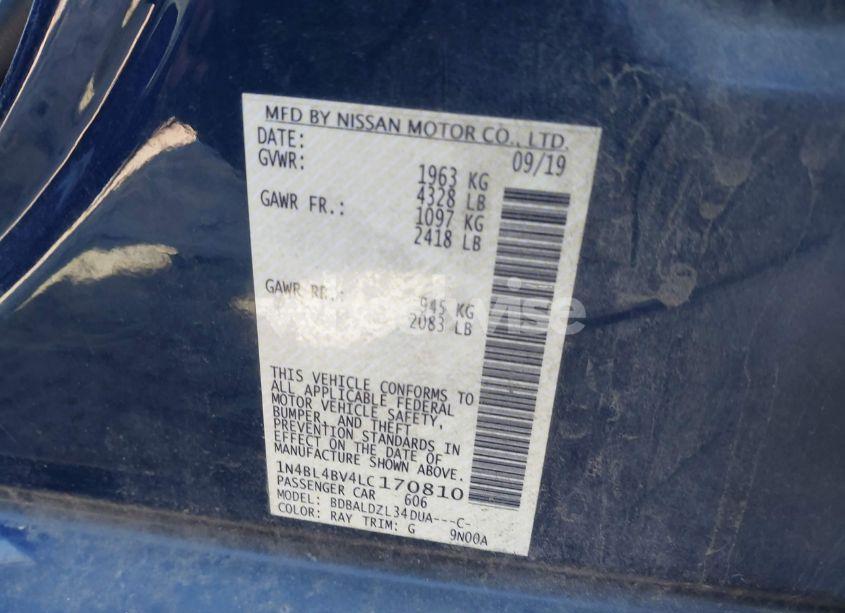 MFD BY NISSAN MOTOR CO., LTD.
DATE: 09/19
GVWR: 1963 KG
4328 LB
GAWR FR.: 1097 KG
2418 LB
GAWR RR.: 945 KG
2083 LB
THIS VEHICLE CONFORMS TO
ALL APPLICABLE FEDERAL
MOTOR VEHICLE SAFETY,
BUMPER, AND THEFT
PREVENTION STANDARDS IN
EFFECT ON THE DATE OF
MANUFACTURE SHOWN ABOVE.
1N4BL4BV4LC170810
PASSENGER CAR 606
MODEL: BDBALDZL34DUA---C-
COLOR: RAY TRIM: G 9N00A